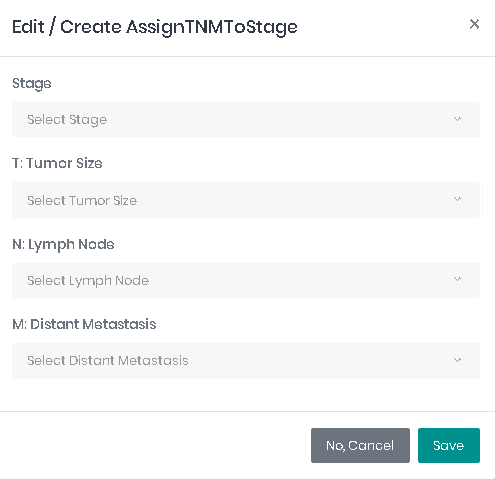 Edit / Create AssignTNMToStage
×
Stage
Select Stage
T: Tumor Size
Select Tumor Size
N: Lymph Node
Select Lymph Node
M: Distant Metastasis
Select Distant Metastasis
No, Cancel
Save